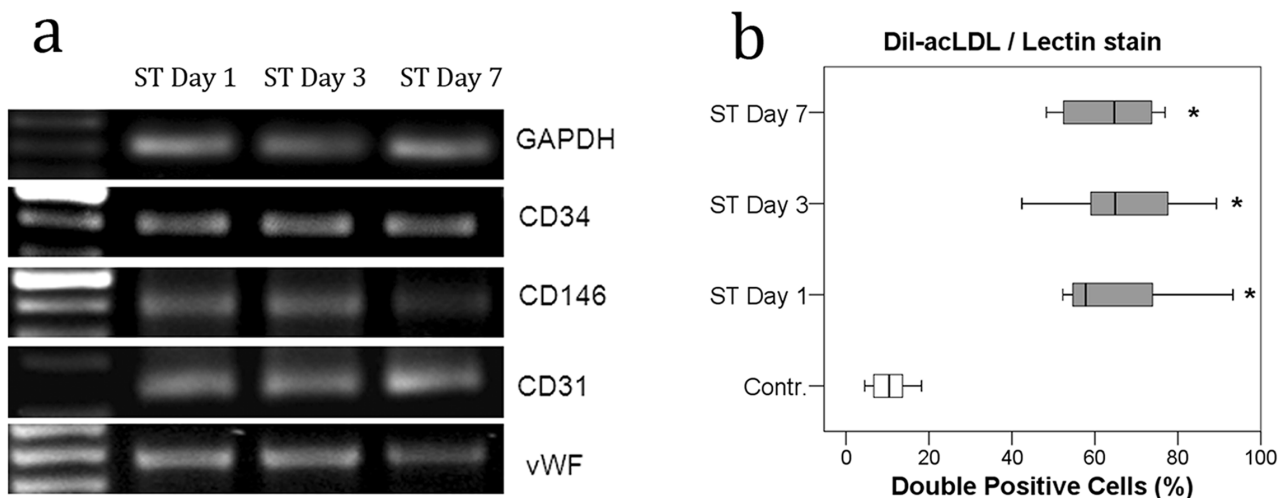 a
ST Day 1 ST Day 3 ST Day 7
GAPDH
CD34
CD146
CD31
vWF
b
Dil-acLDL / Lectin stain
ST Day 7
*
ST Day 3
*
ST Day 1
*
Contr.
0 20 40 60 80 100
Double Positive Cells (%)